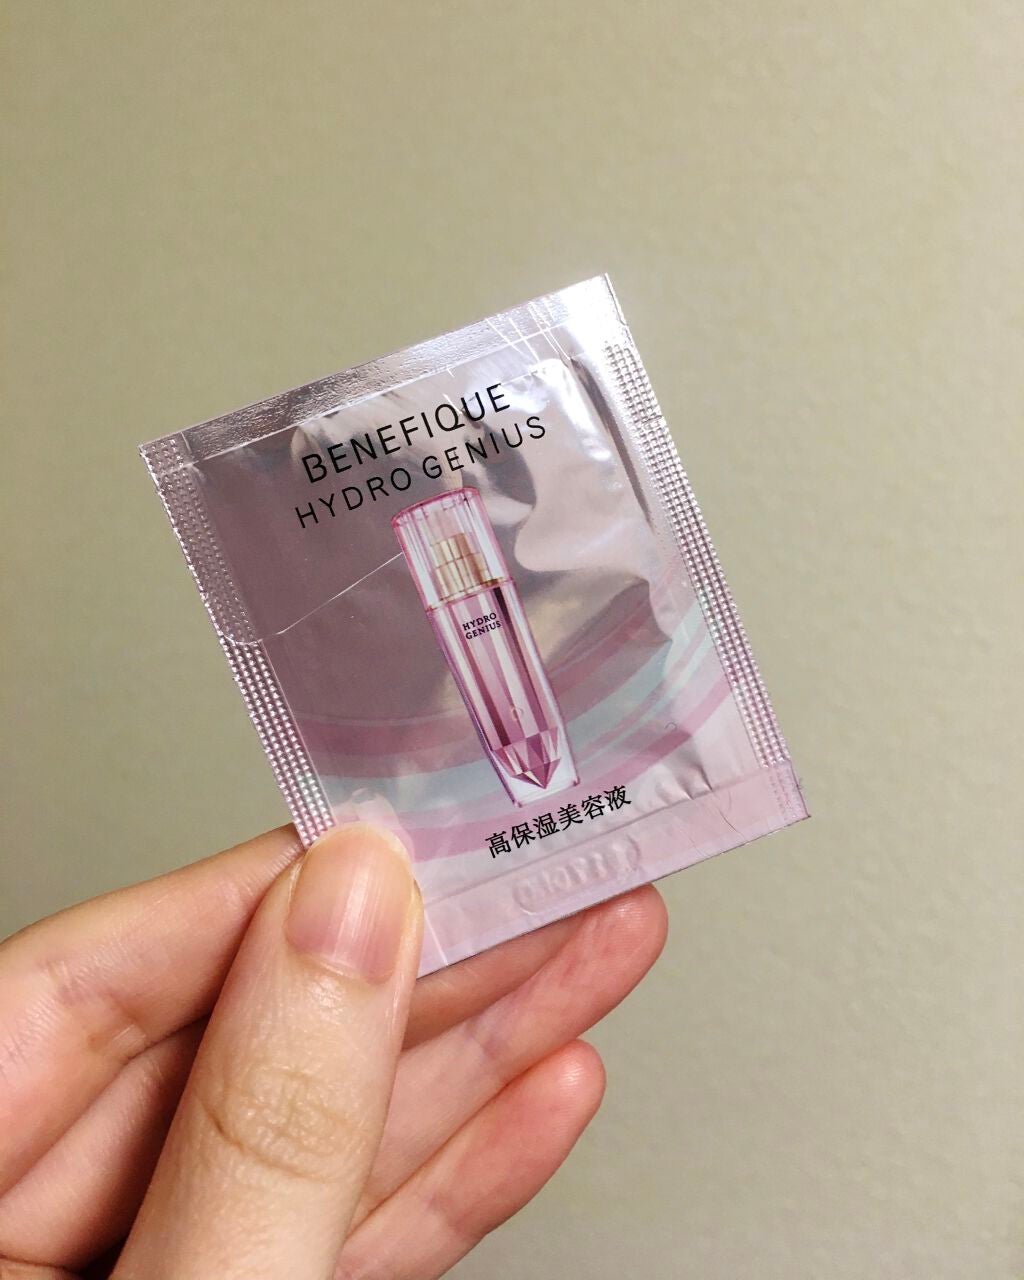 BENEFIQUE
HYDRO GENIUS
HYDRO
GENIUS
高保湿美容液